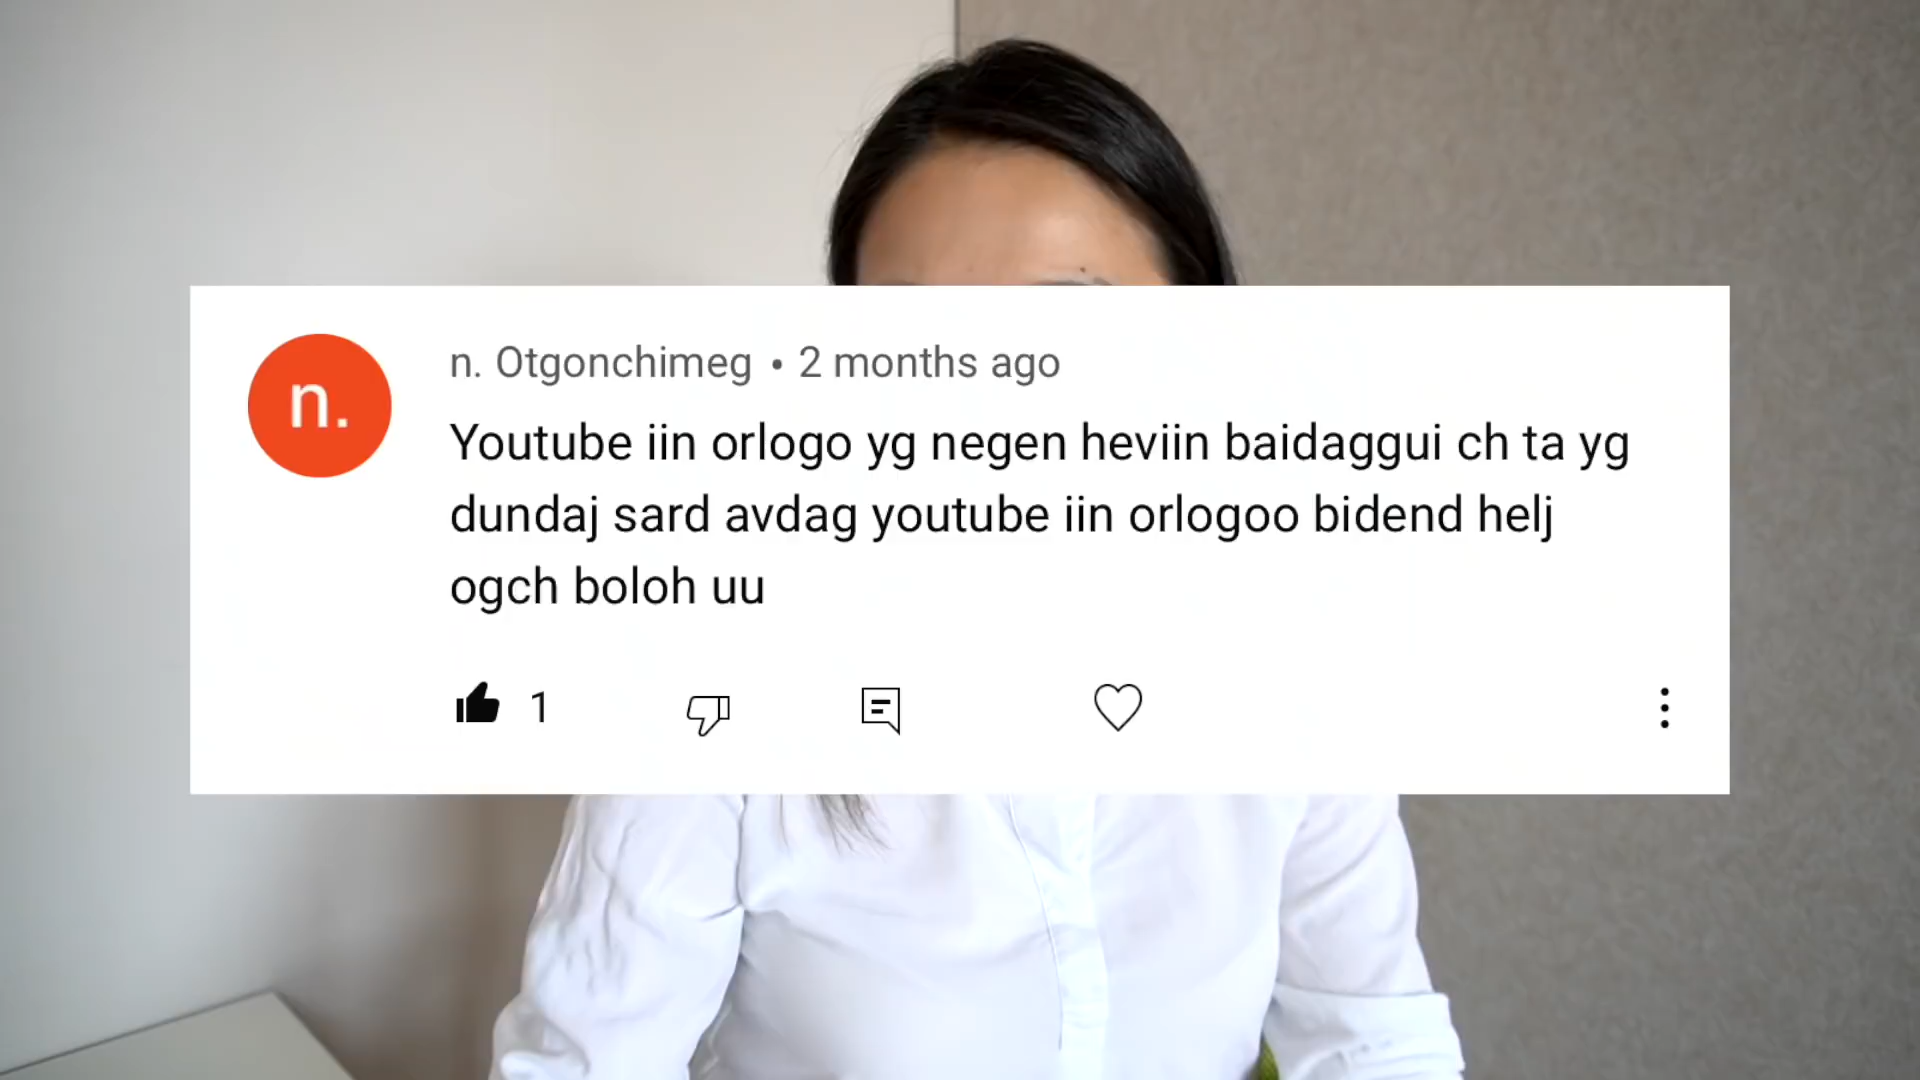 n.
n. Otgonchimeg • 2 months ago
Youtube iin orlogo yg negen heviin baidaggui ch ta yg
dundaj sard avdag youtube iin orlogoo bidend helj
ogch boloh uu
1